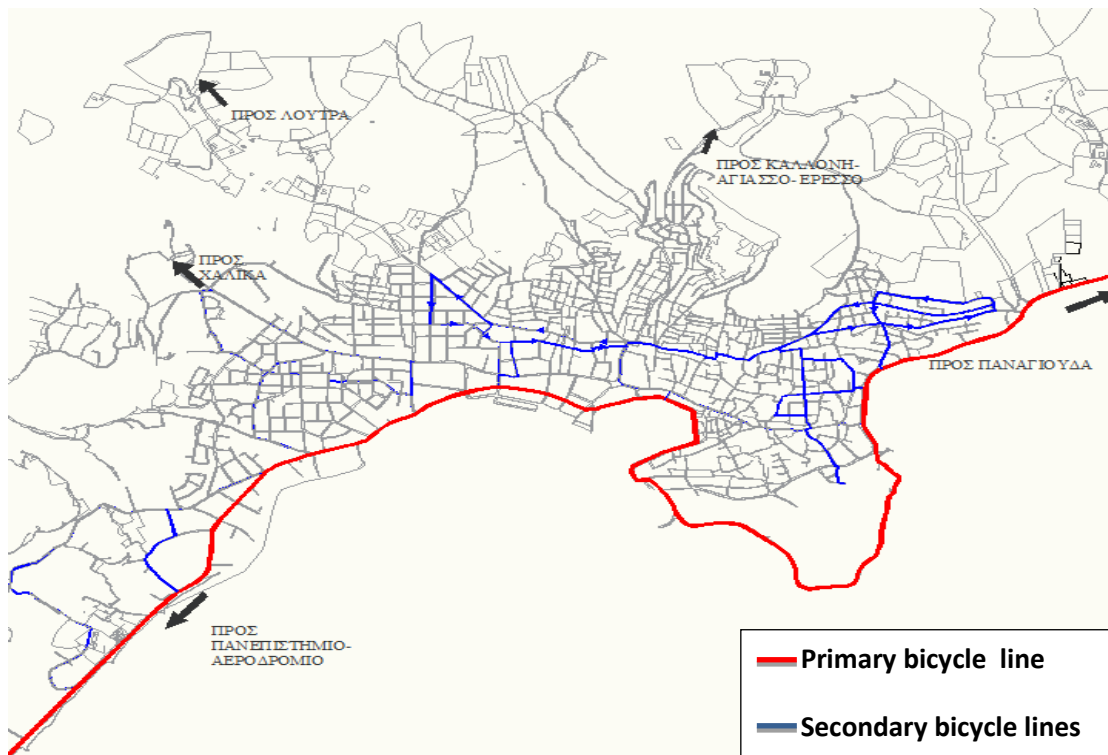 ΠΡΟΣ ΛΟΥΤΡΑ
ΠΡΟΣ ΚΑΛΛΟΝΗ-
ΑΓΙΑΣΣΟ- ΕΡΕΣΣΟ
ΠΡΟΣ
ΧΑΛΙΚΑ
ΠΡΟΣ ΠΑΝΑΓΙΟΥΔΑ
ΠΡΟΣ
ΠΑΝΕΠΙΣΤΗΜΙΟ-
ΑΕΡΟΔΡΟΜΙΟ
Primary bicycle line
Secondary bicycle lines